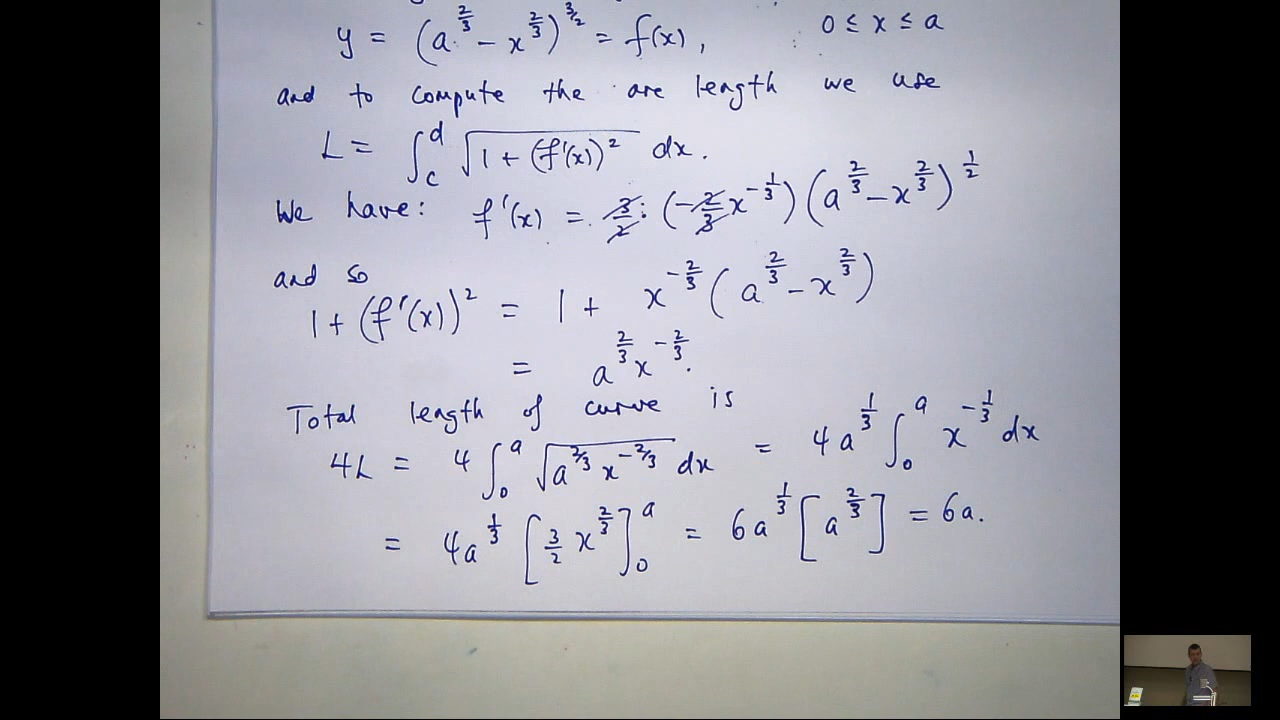 y = (a^{2/3} - x^{2/3})^{3/2} = f(x), 0 ≤ x ≤ a
and to compute the arc length we use
L = ∫_c^d √(1 + (f'(x))^2) dx.
We have: f'(x) = 3/2 · (-2/3 x^{-1/3}) (a^{2/3} - x^{2/3})^{1/2}
and so
1 + (f'(x))^2 = 1 + x^{-2/3} (a^{2/3} - x^{2/3})
= a^{2/3} x^{-2/3}.
Total length of curve is
4L = 4 ∫_0^a √(a^{2/3} x^{-2/3}) dx = 4a^{1/3} ∫_0^a x^{-1/3} dx
= 4a^{1/3} [3/2 x^{2/3}]_0^a = 6a^{1/3} [a^{2/3}] = 6a.